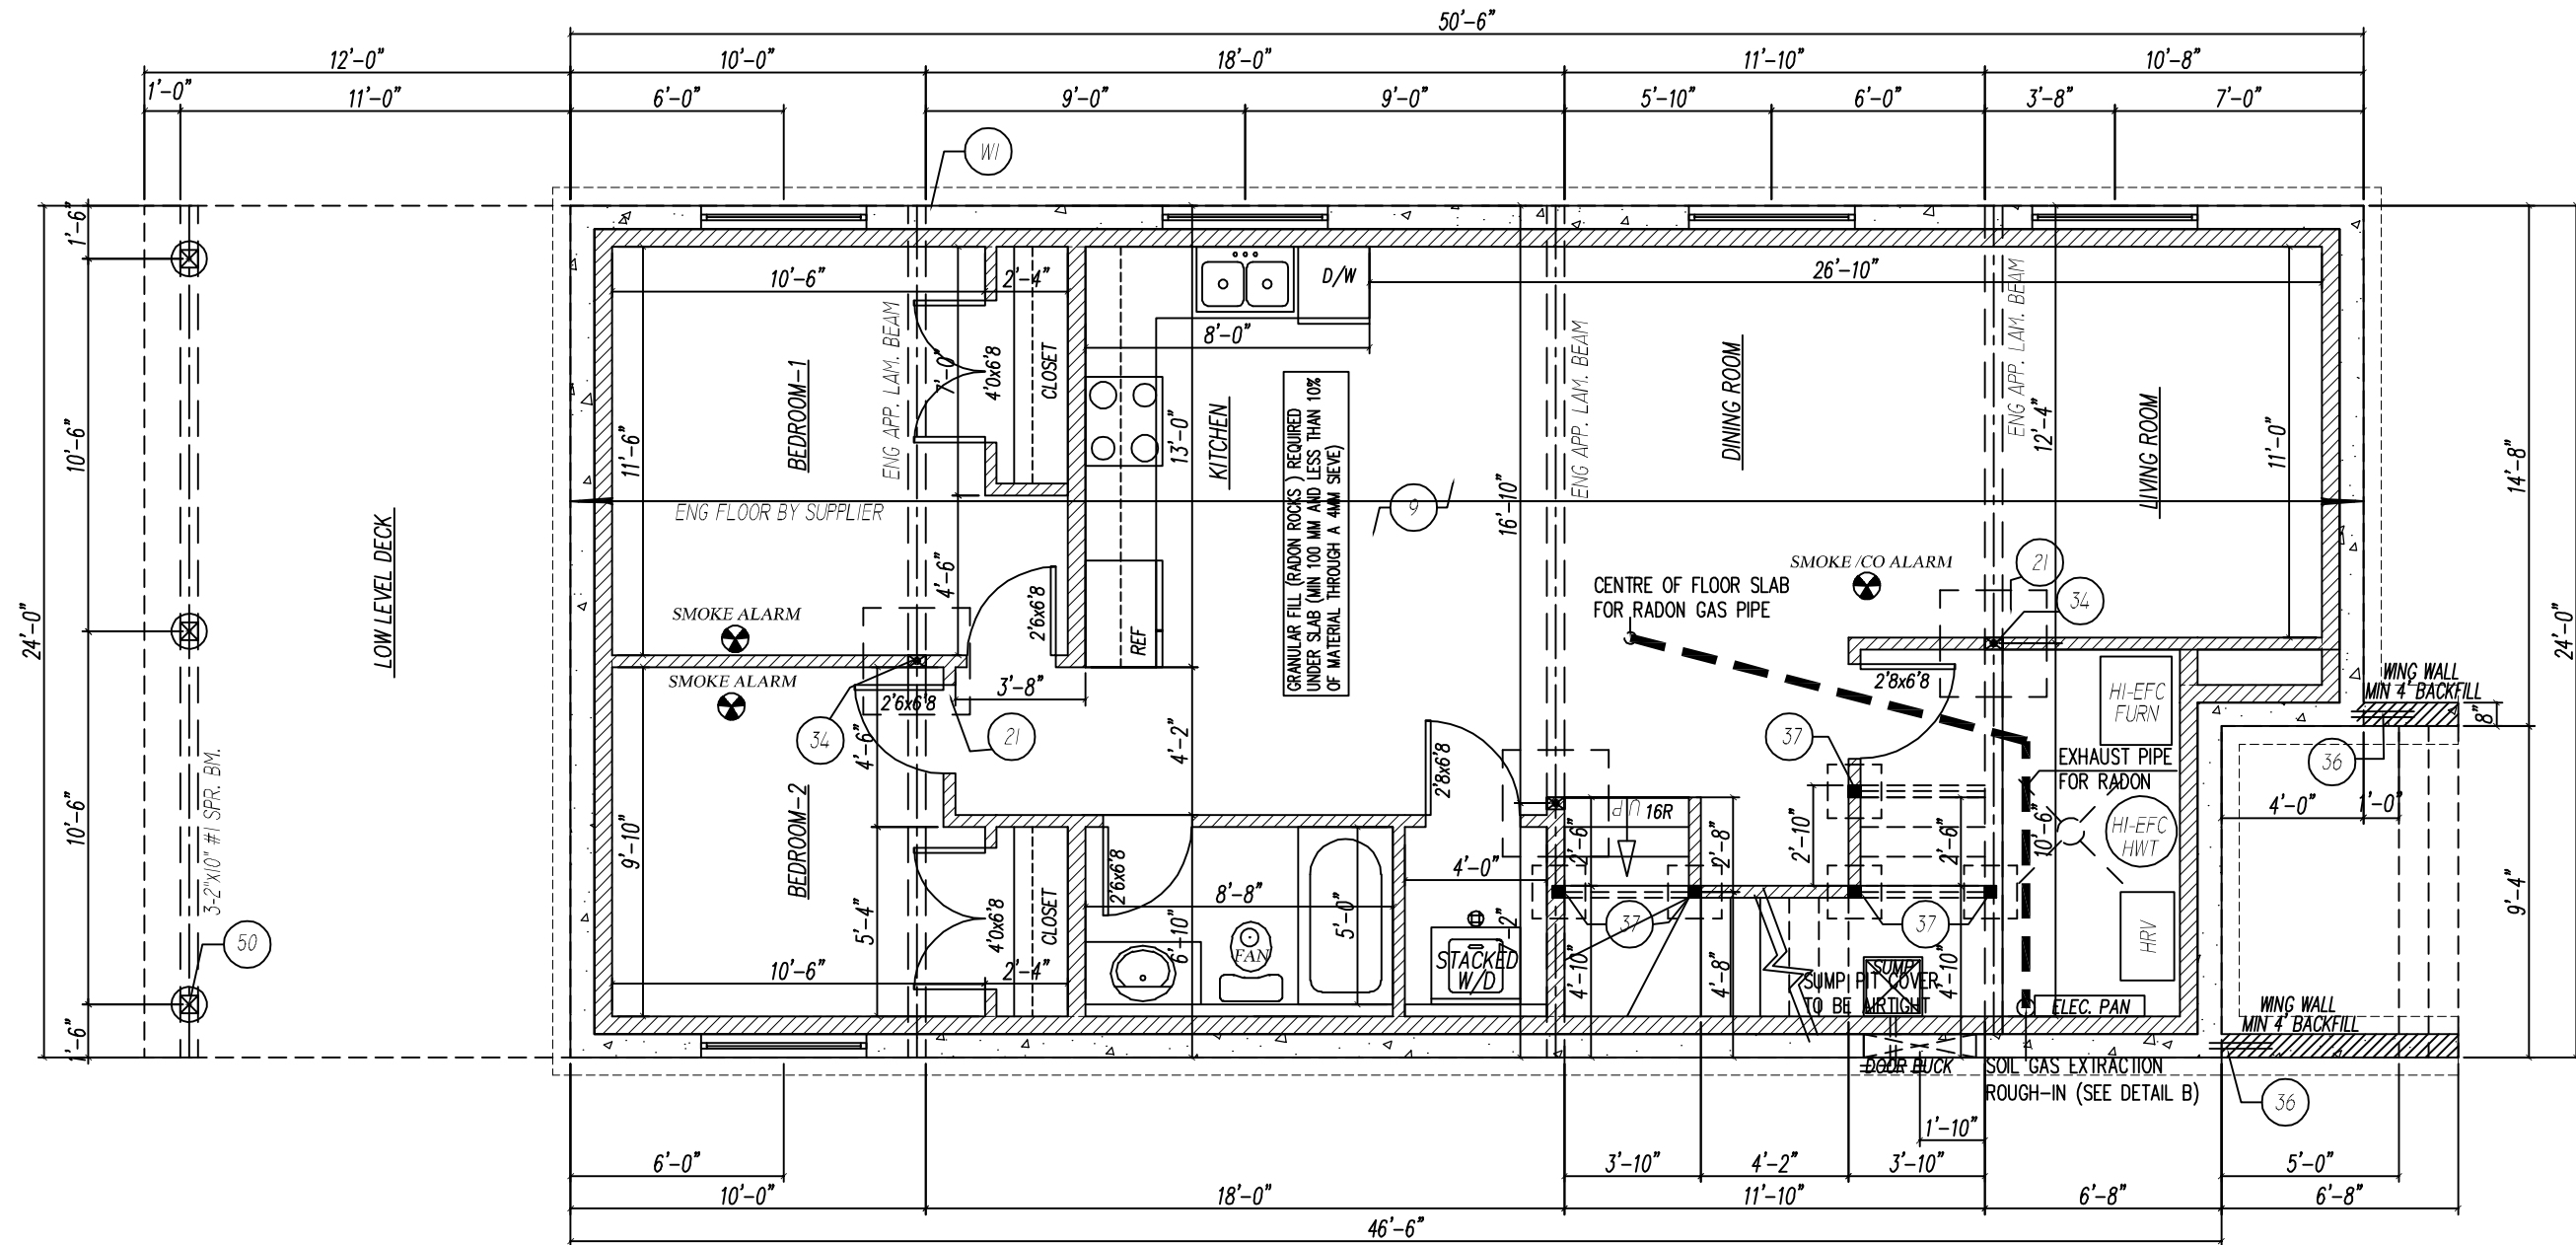 50'-6"
12'-0" 10'-0" 18'-0" 11'-10" 10'-8"
1'-0" 11'-0" 6'-0" 9'-0" 9'-0" 5'-10" 6'-0" 3'-8" 7'-0"
W1
1'-6"
10'-6"
10'-6"
1'-6"
24'-0"
LOW LEVEL DECK
3-2"x10" #1 SPR. BM.
50
10'-6"
2'-4"
11'-6"
BEDROOM-1
ENG APP. LAM. BEAM
7'-0"
4'0x6'8
CLOSET
ENG FLOOR BY SUPPLIER
4'-6"
2'6x6'8
SMOKE ALARM
SMOKE ALARM
2'6x6'8
3'-8"
34
21
4'-6"
9'-10"
BEDROOM-2
5'-4"
4'0x6'8
CLOSET
10'-6"
2'-4"
D/W
8'-0"
13'-0"
KITCHEN
REF
4'-2"
GRANULAR FILL (RADON ROCKS ) REQUIRED
UNDER SLAB (MIN 100 MM AND LESS THAN 10%
OF MATERIAL THROUGH A 4MM SIEVE)
9
16'-10"
ENG APP. LAM. BEAM
26'-10"
DINING ROOM
ENG APP. LAM. BEAM
12'-4"
LIVING ROOM
11'-0"
SMOKE /CO ALARM
21
34
CENTRE OF FLOOR SLAB
FOR RADON GAS PIPE
2'8x6'8
HI-EFC
FURN
37
EXHAUST PIPE
FOR RADON
10'-6"
HI-EFC
HWT
HRV
ELEC. PAN
2'6x6'8
8'-8"
6'-10"
FAN
5'-0"
2'8x6'8
4'-0"
STACKED
W/D
UP 16R
2'-6"
2'-8"
2'-10"
2'-6"
37
37
4'-10"
4'-8"
4'-10"
SUMP
SUMP PIT COVER
TO BE AIRTIGHT
DOOR BUCK
SOIL GAS EXTRACTION
ROUGH-IN (SEE DETAIL B)
1'-10"
WING WALL
MIN 4' BACKFILL
8"
36
4'-0" 1'-0"
WING WALL
MIN 4' BACKFILL
36
14'-8"
9'-4"
24'-0"
6'-0" 3'-10" 4'-2" 3'-10" 5'-0"
10'-0" 18'-0" 11'-10" 6'-8" 6'-8"
46'-6"